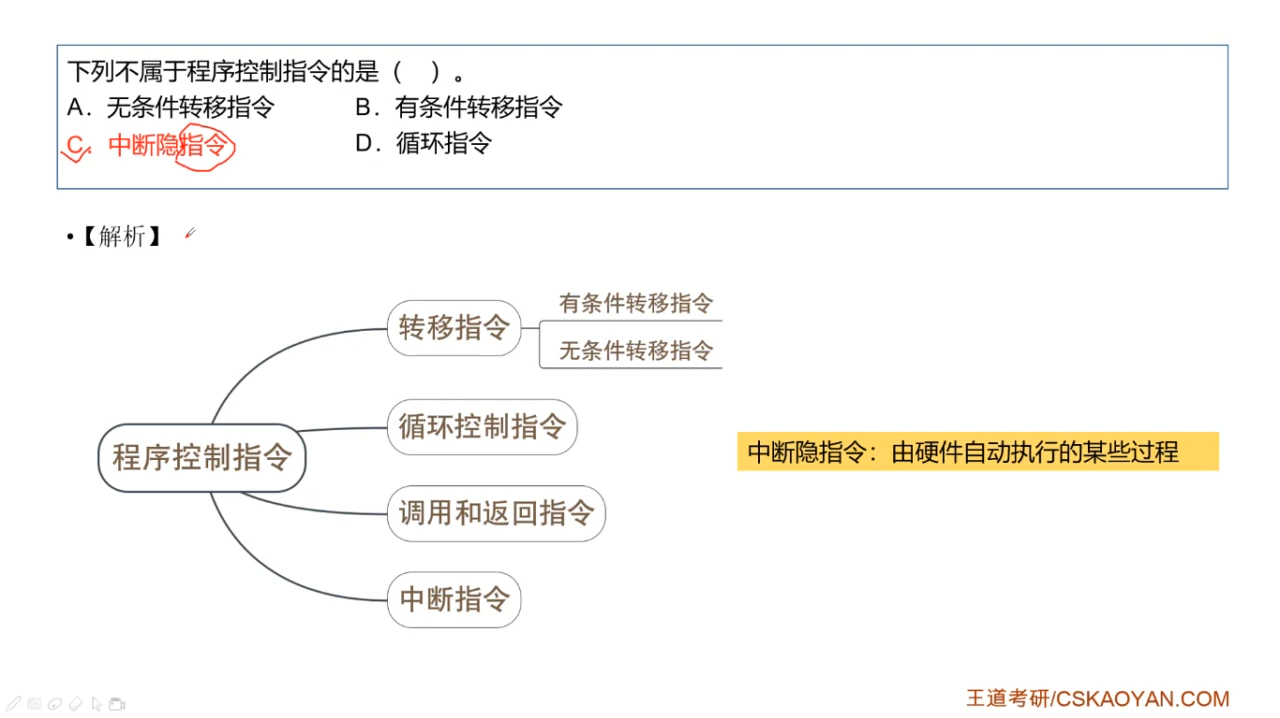 下列不属于程序控制指令的是（ ）。
A. 无条件转移指令 B. 有条件转移指令
C. 中断隐指令 D. 循环指令
•【解析】
有条件转移指令
转移指令
无条件转移指令
循环控制指令
程序控制指令
中断隐指令：由硬件自动执行的某些过程
调用和返回指令
中断指令
王道考研/CSKAOYAN.COM